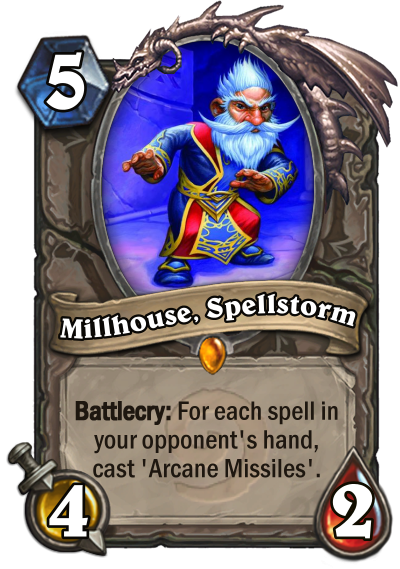 5
Millhouse, Spellstorm
Battlecry: For each spell in
your opponent's hand,
cast 'Arcane Missiles'.
4
2